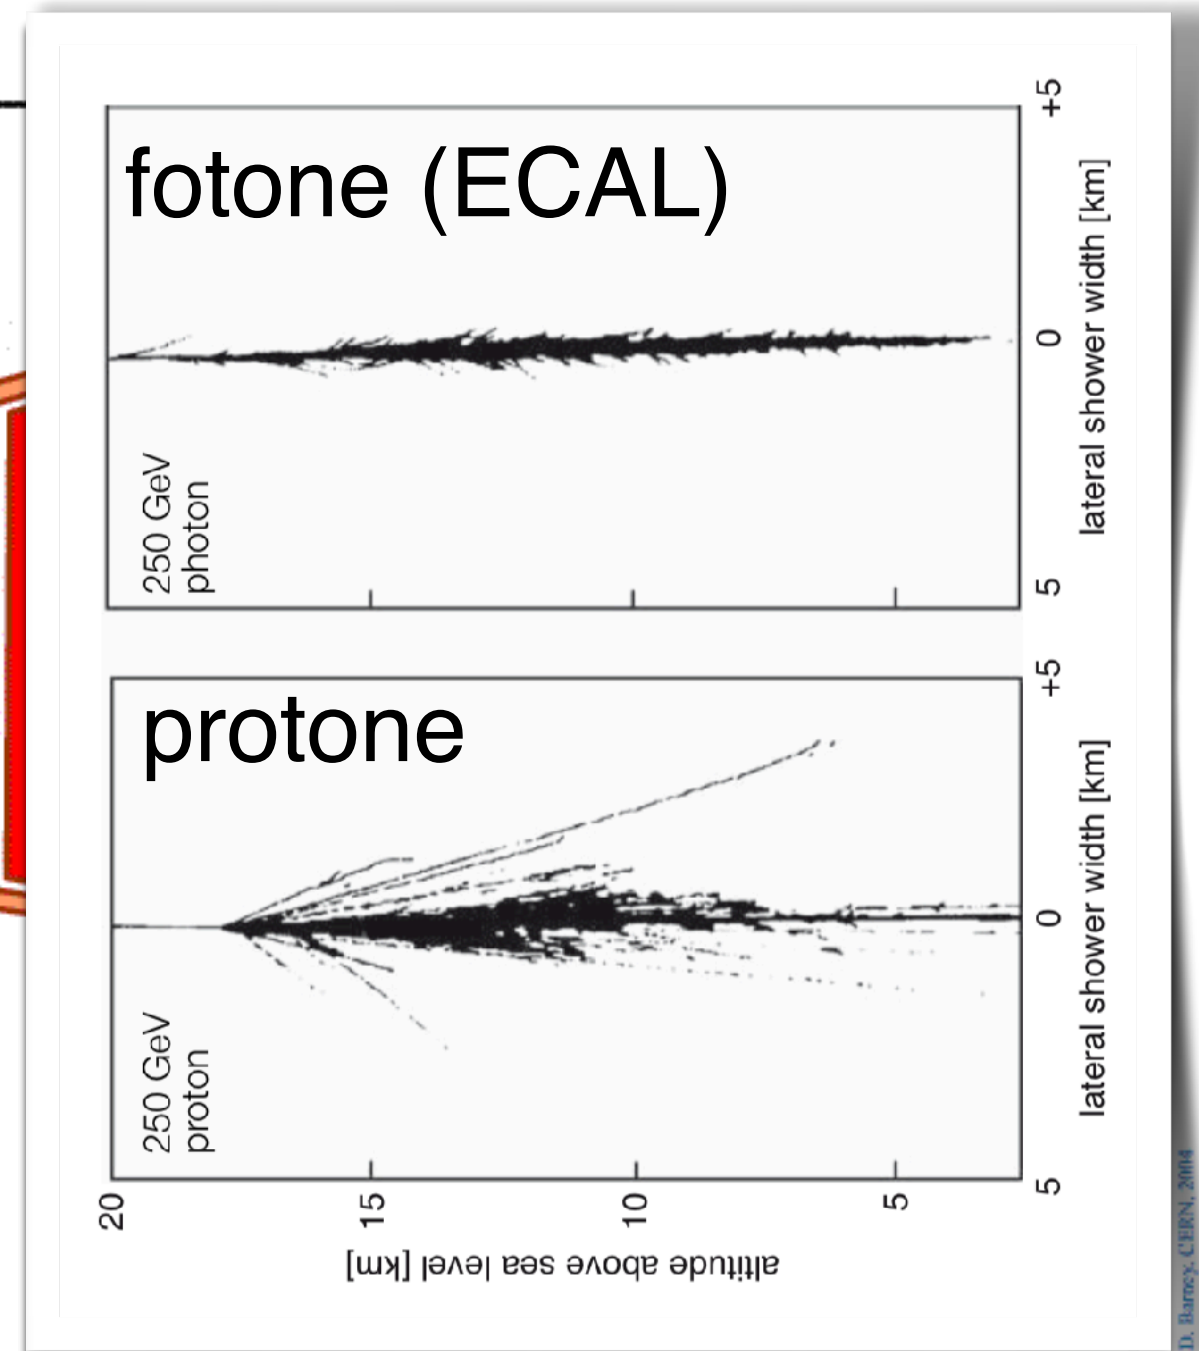 fotone (ECAL)
250 GeV
photon
+5
0
5
lateral shower width [km]
protone
250 GeV
proton
+5
0
5
lateral shower width [km]
20
15
10
5
altitude above sea level [km]
D. Barney, CERN, 2004